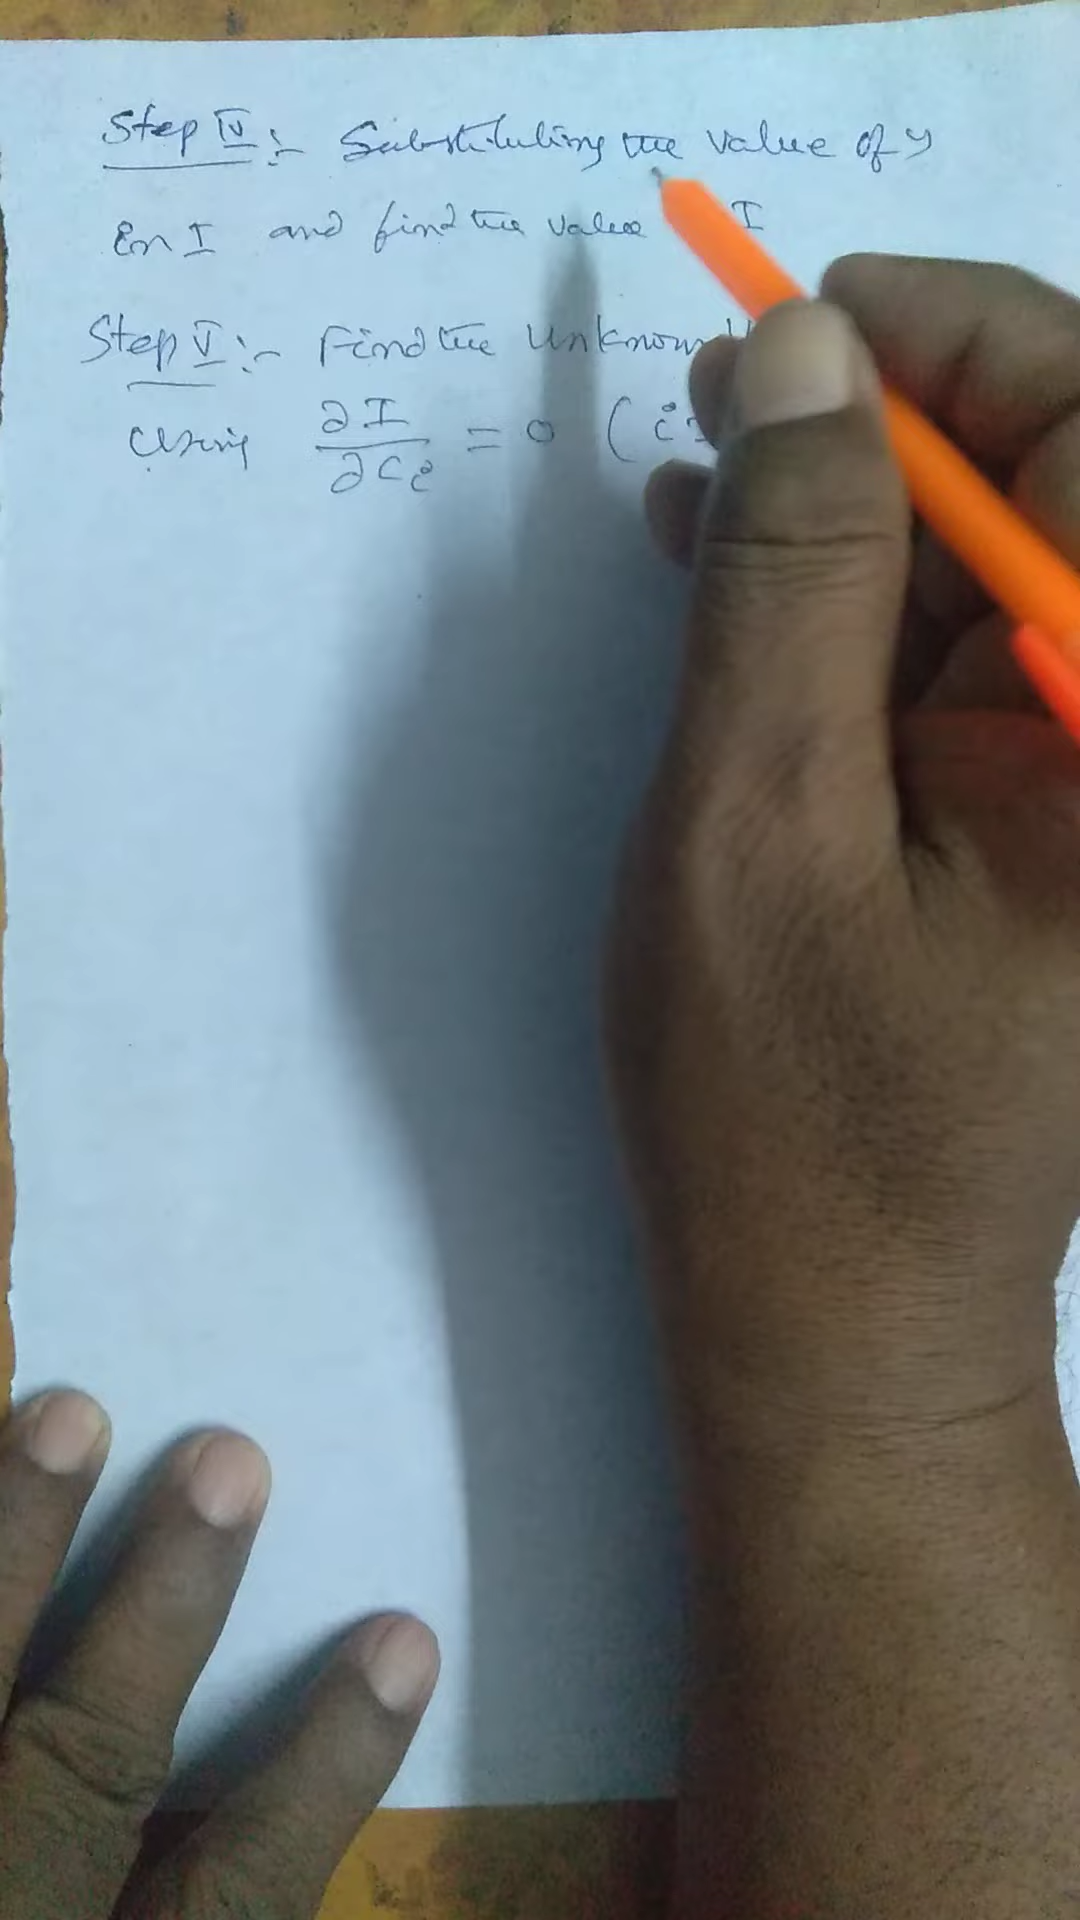 Step IV :- Substituting the value of y
in I and find the value I
Step V :- Find the Unknown
Using ∂I/∂Ci = 0 ( i